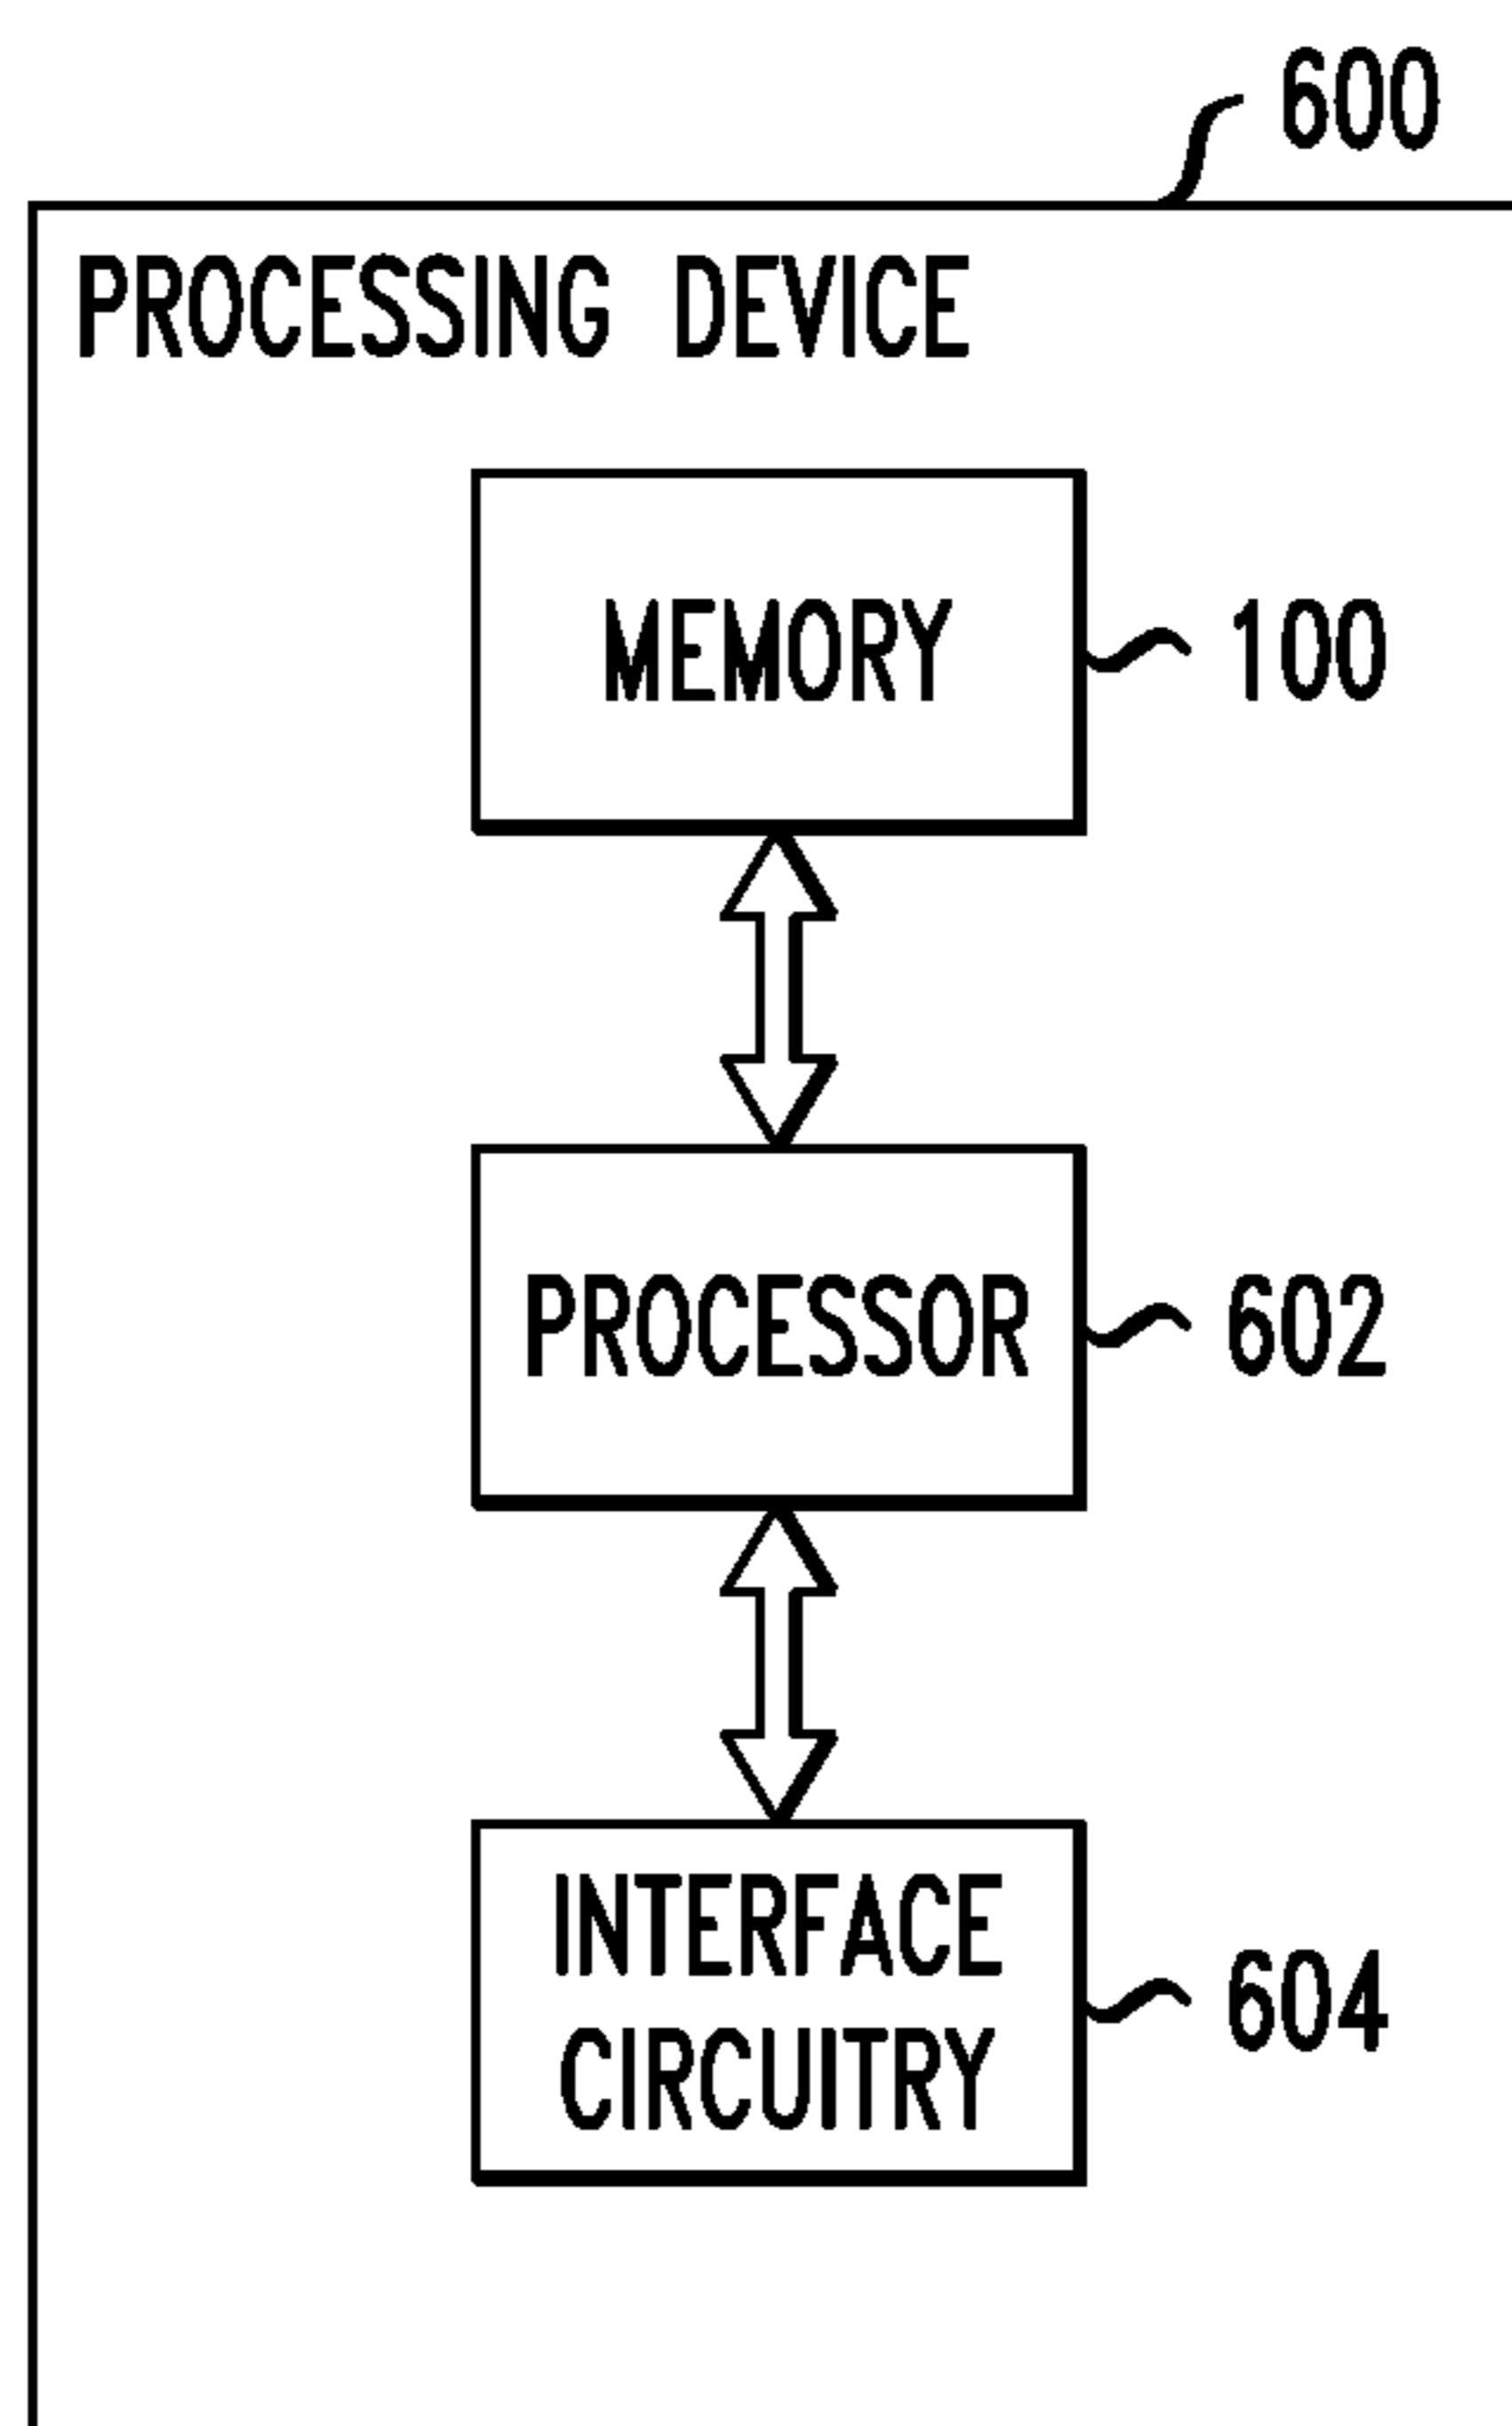 600
PROCESSING DEVICE
MEMORY
100
PROCESSOR
602
INTERFACE
CIRCUITRY
604